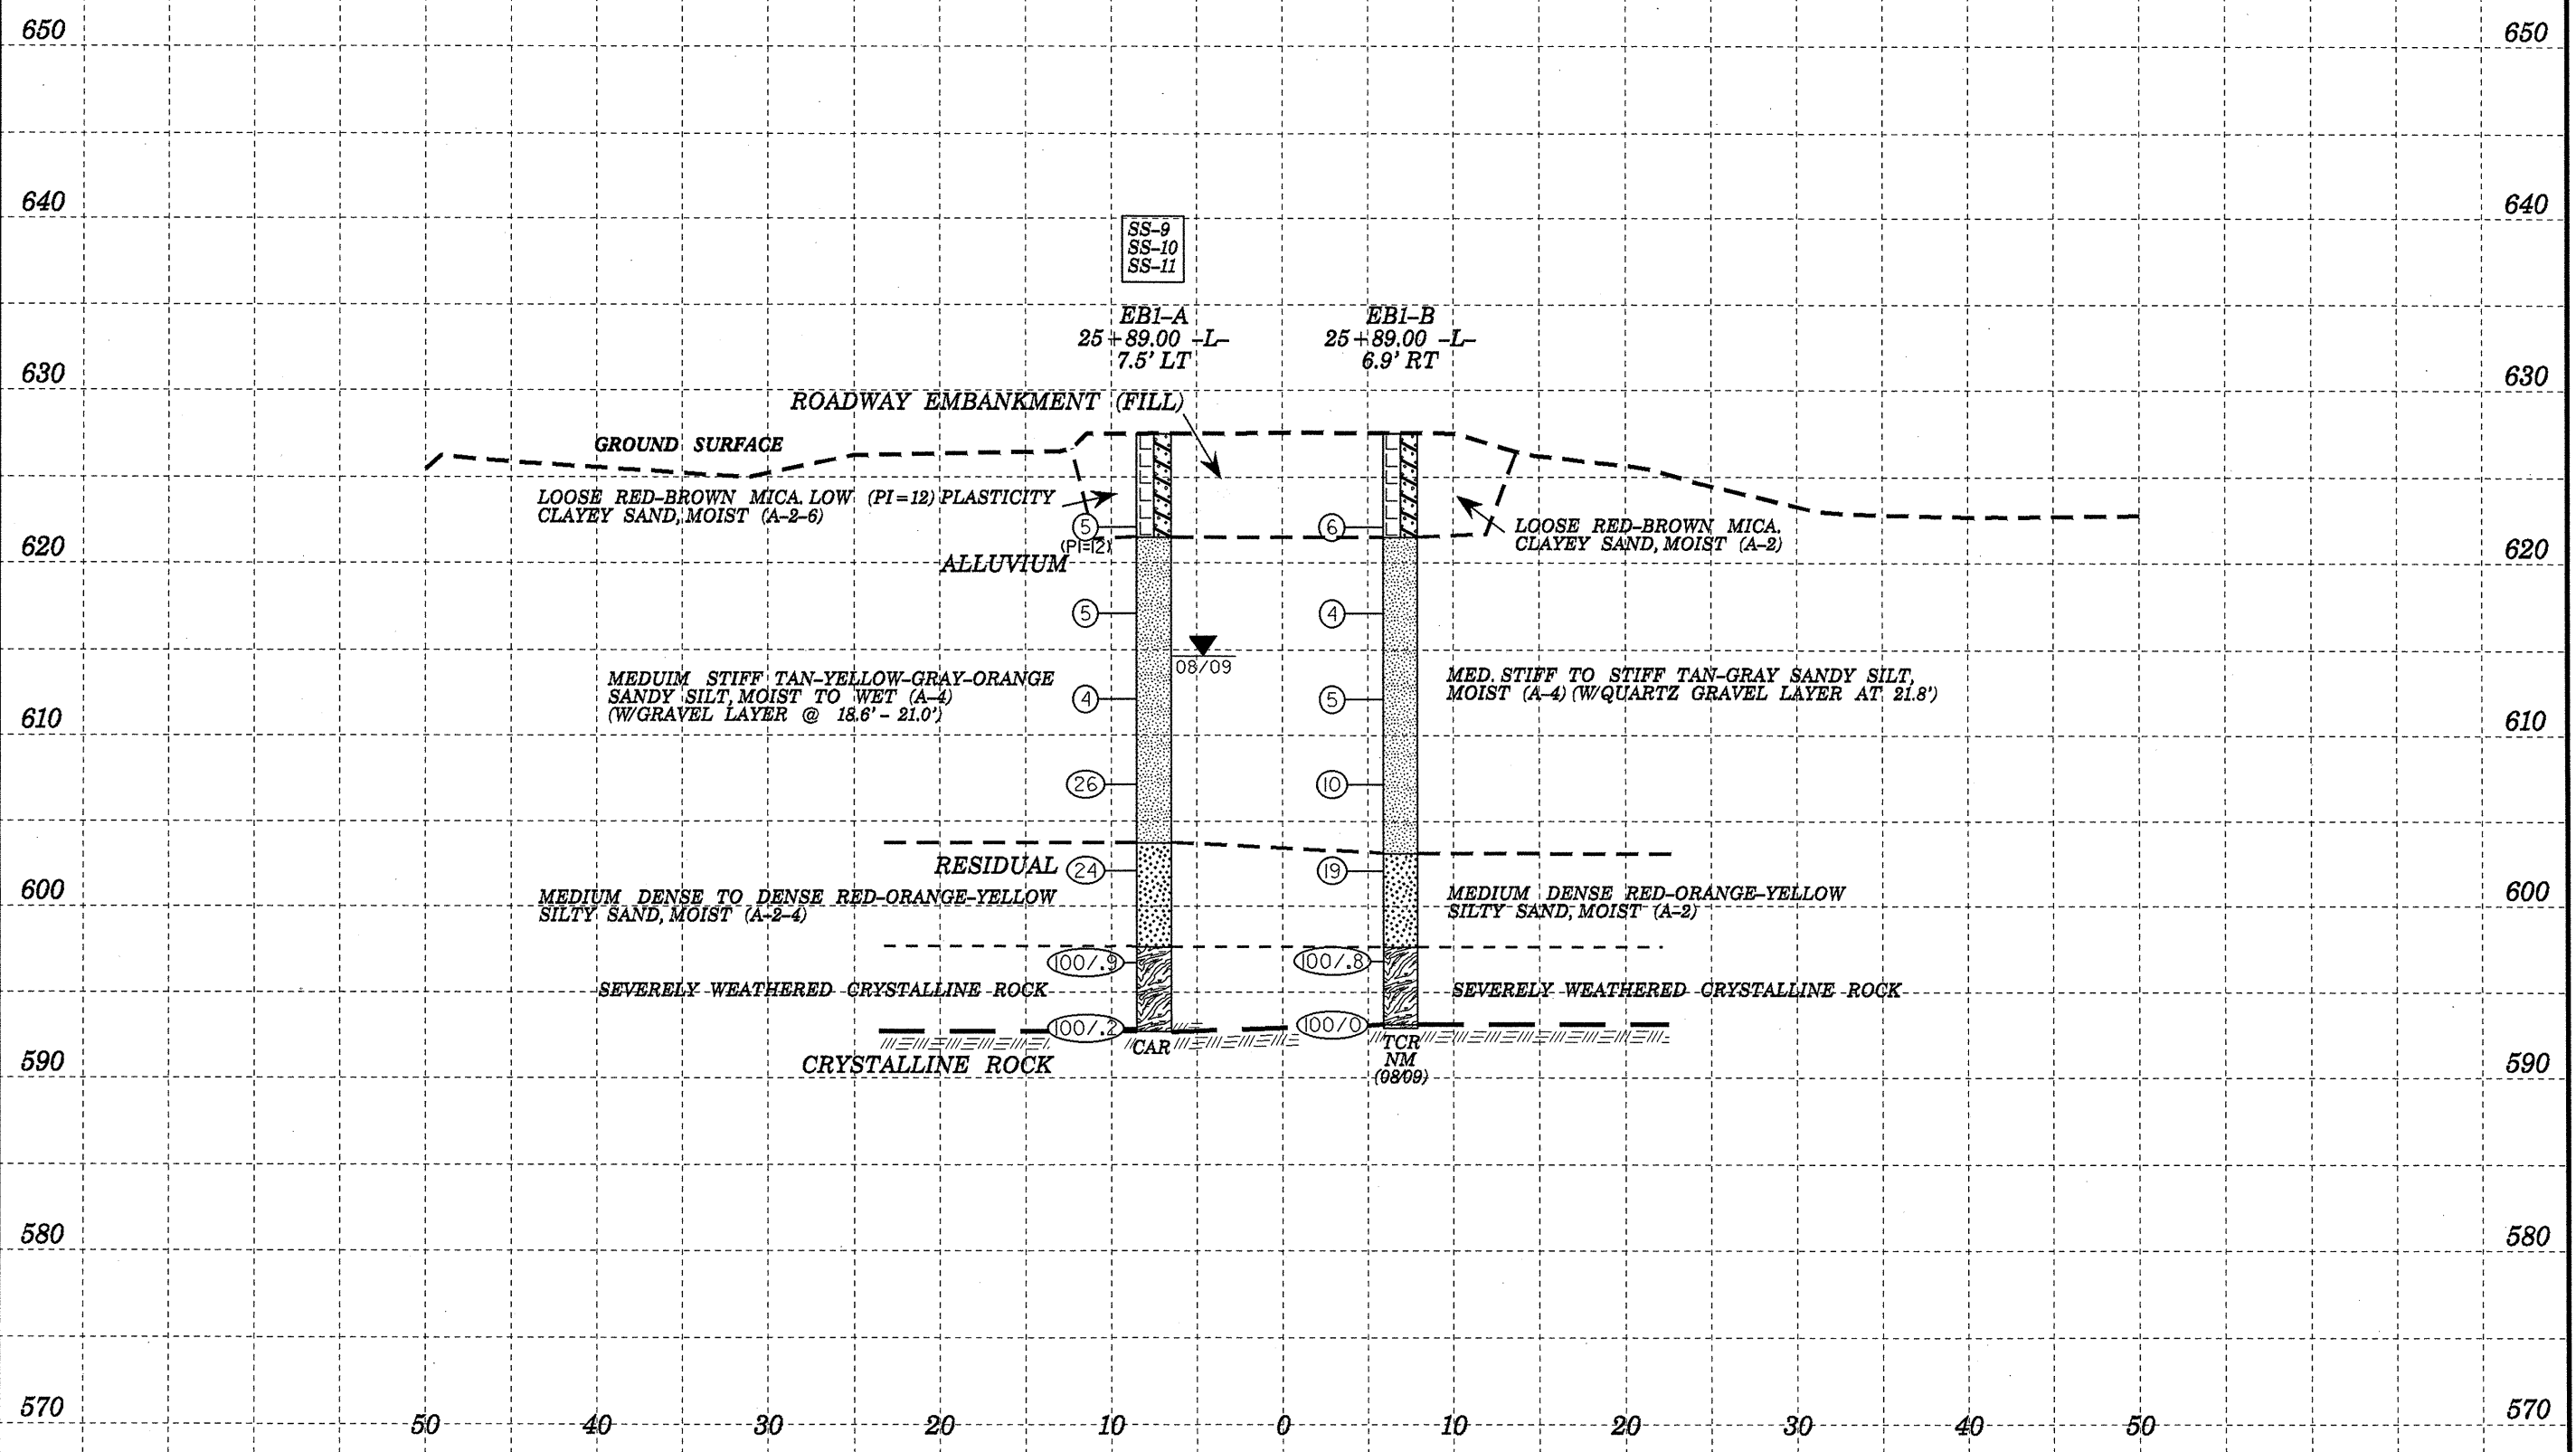 650 650
640 640
SS-9
SS-10
SS-11
EB1-A EB1-B
25+89.00 -L- 25+89.00 -L-
7.5' LT 6.9' RT
630 630
ROADWAY EMBANKMENT (FILL)
GROUND SURFACE
LOOSE RED-BROWN MICA. LOW (PI=12) PLASTICITY
CLAYEY SAND, MOIST (A-2-6)
5 6
LOOSE RED-BROWN MICA.
CLAYEY SAND, MOIST (A-2)
(PI=12)
620 620
ALLUVIUM
5 4
08/09
MEDUIM STIFF TAN-YELLOW-GRAY-ORANGE
SANDY SILT, MOIST TO WET (A-4)
(W/GRAVEL LAYER @ 18.6' - 21.0')
4 5
MED. STIFF TO STIFF TAN-GRAY SANDY SILT,
MOIST (A-4) (W/QUARTZ GRAVEL LAYER AT 21.8')
610 610
26 10
RESIDUAL 24 19
600 600
MEDIUM DENSE TO DENSE RED-ORANGE-YELLOW
SILTY SAND, MOIST (A-2-4)
MEDIUM DENSE RED-ORANGE-YELLOW
SILTY SAND, MOIST (A-2)
100/.9 100/.8
SEVERELY WEATHERED CRYSTALLINE ROCK SEVERELY WEATHERED CRYSTALLINE ROCK
100/.2 100/0
CAR TCR
NM
(08/09)
CRYSTALLINE ROCK
590 590
580 580
570 570
50 40 30 20 10 0 10 20 30 40 50